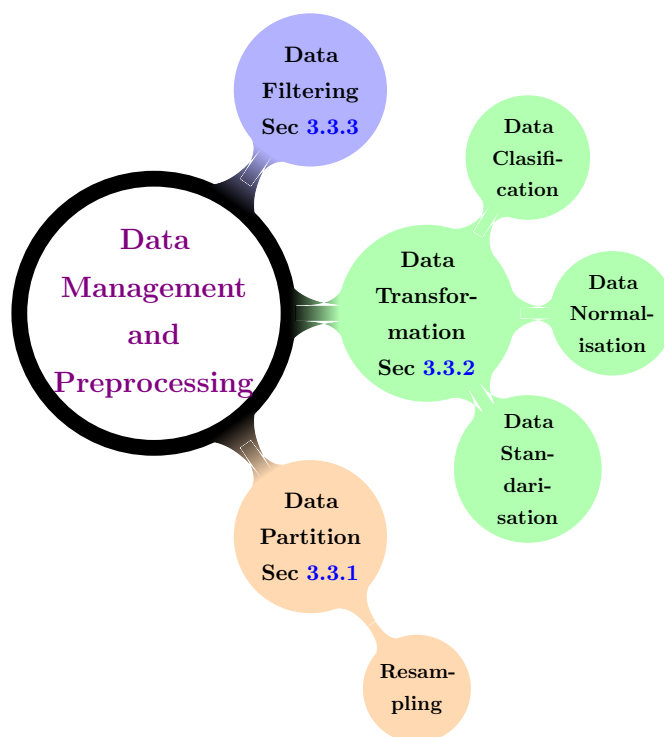 Data
Filtering
Sec 3.3.3
Data
Clasifi-
cation
Data
Management
and
Preprocessing
Data
Transfor-
mation
Sec 3.3.2
Data
Normal-
isation
Data
Stan-
dari-
sation
Data
Partition
Sec 3.3.1
Resam-
pling